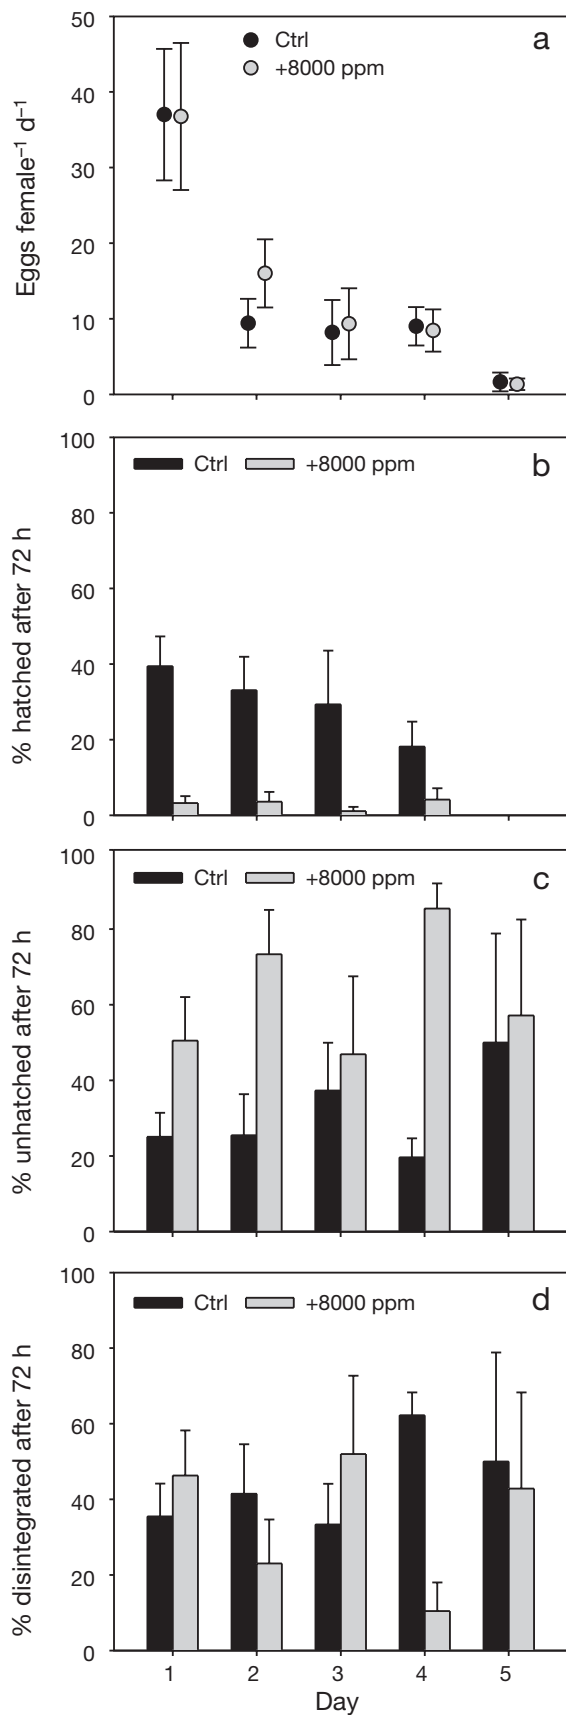 a
Ctrl
+8000 ppm
Eggs female⁻¹ d⁻¹
50
40
30
20
10
0
b
Ctrl +8000 ppm
% hatched after 72 h
100
80
60
40
20
0
c
Ctrl +8000 ppm
% unhatched after 72 h
100
80
60
40
20
0
d
Ctrl +8000 ppm
% disintegrated after 72 h
100
80
60
40
20
0
1 2 3 4 5
Day